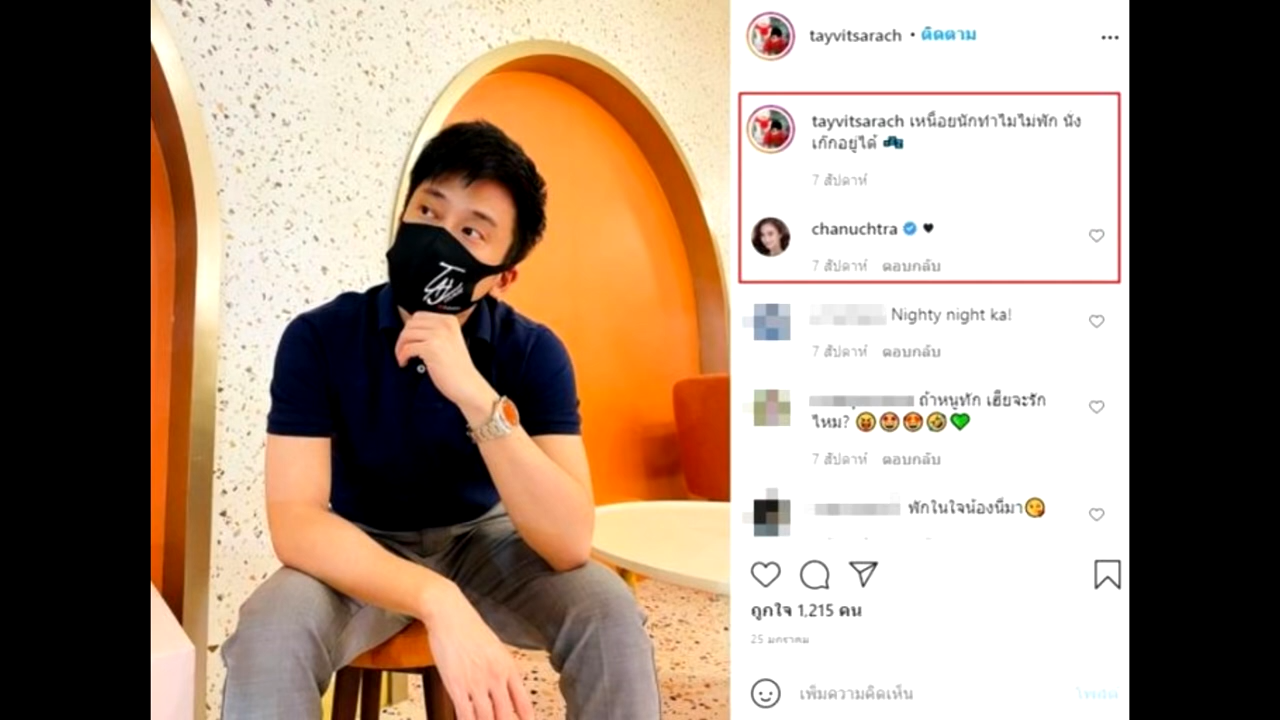 tayvitsarach • ติดตาม
tayvitsarach เหนื่อยนักทำไมไม่พัก นั่ง
เก๊กอยู่ได้
7 สัปดาห์
chanuchtra
7 สัปดาห์ ตอบกลับ
Nighty night ka!
7 สัปดาห์ ตอบกลับ
ถ้าหนูทัก เฮียจะรัก
ไหม?
7 สัปดาห์ ตอบกลับ
พักในใจน้องนี่มา
ถูกใจ 1,215 คน
25 มกราคม
เพิ่มความคิดเห็น
โพสต์
TAY